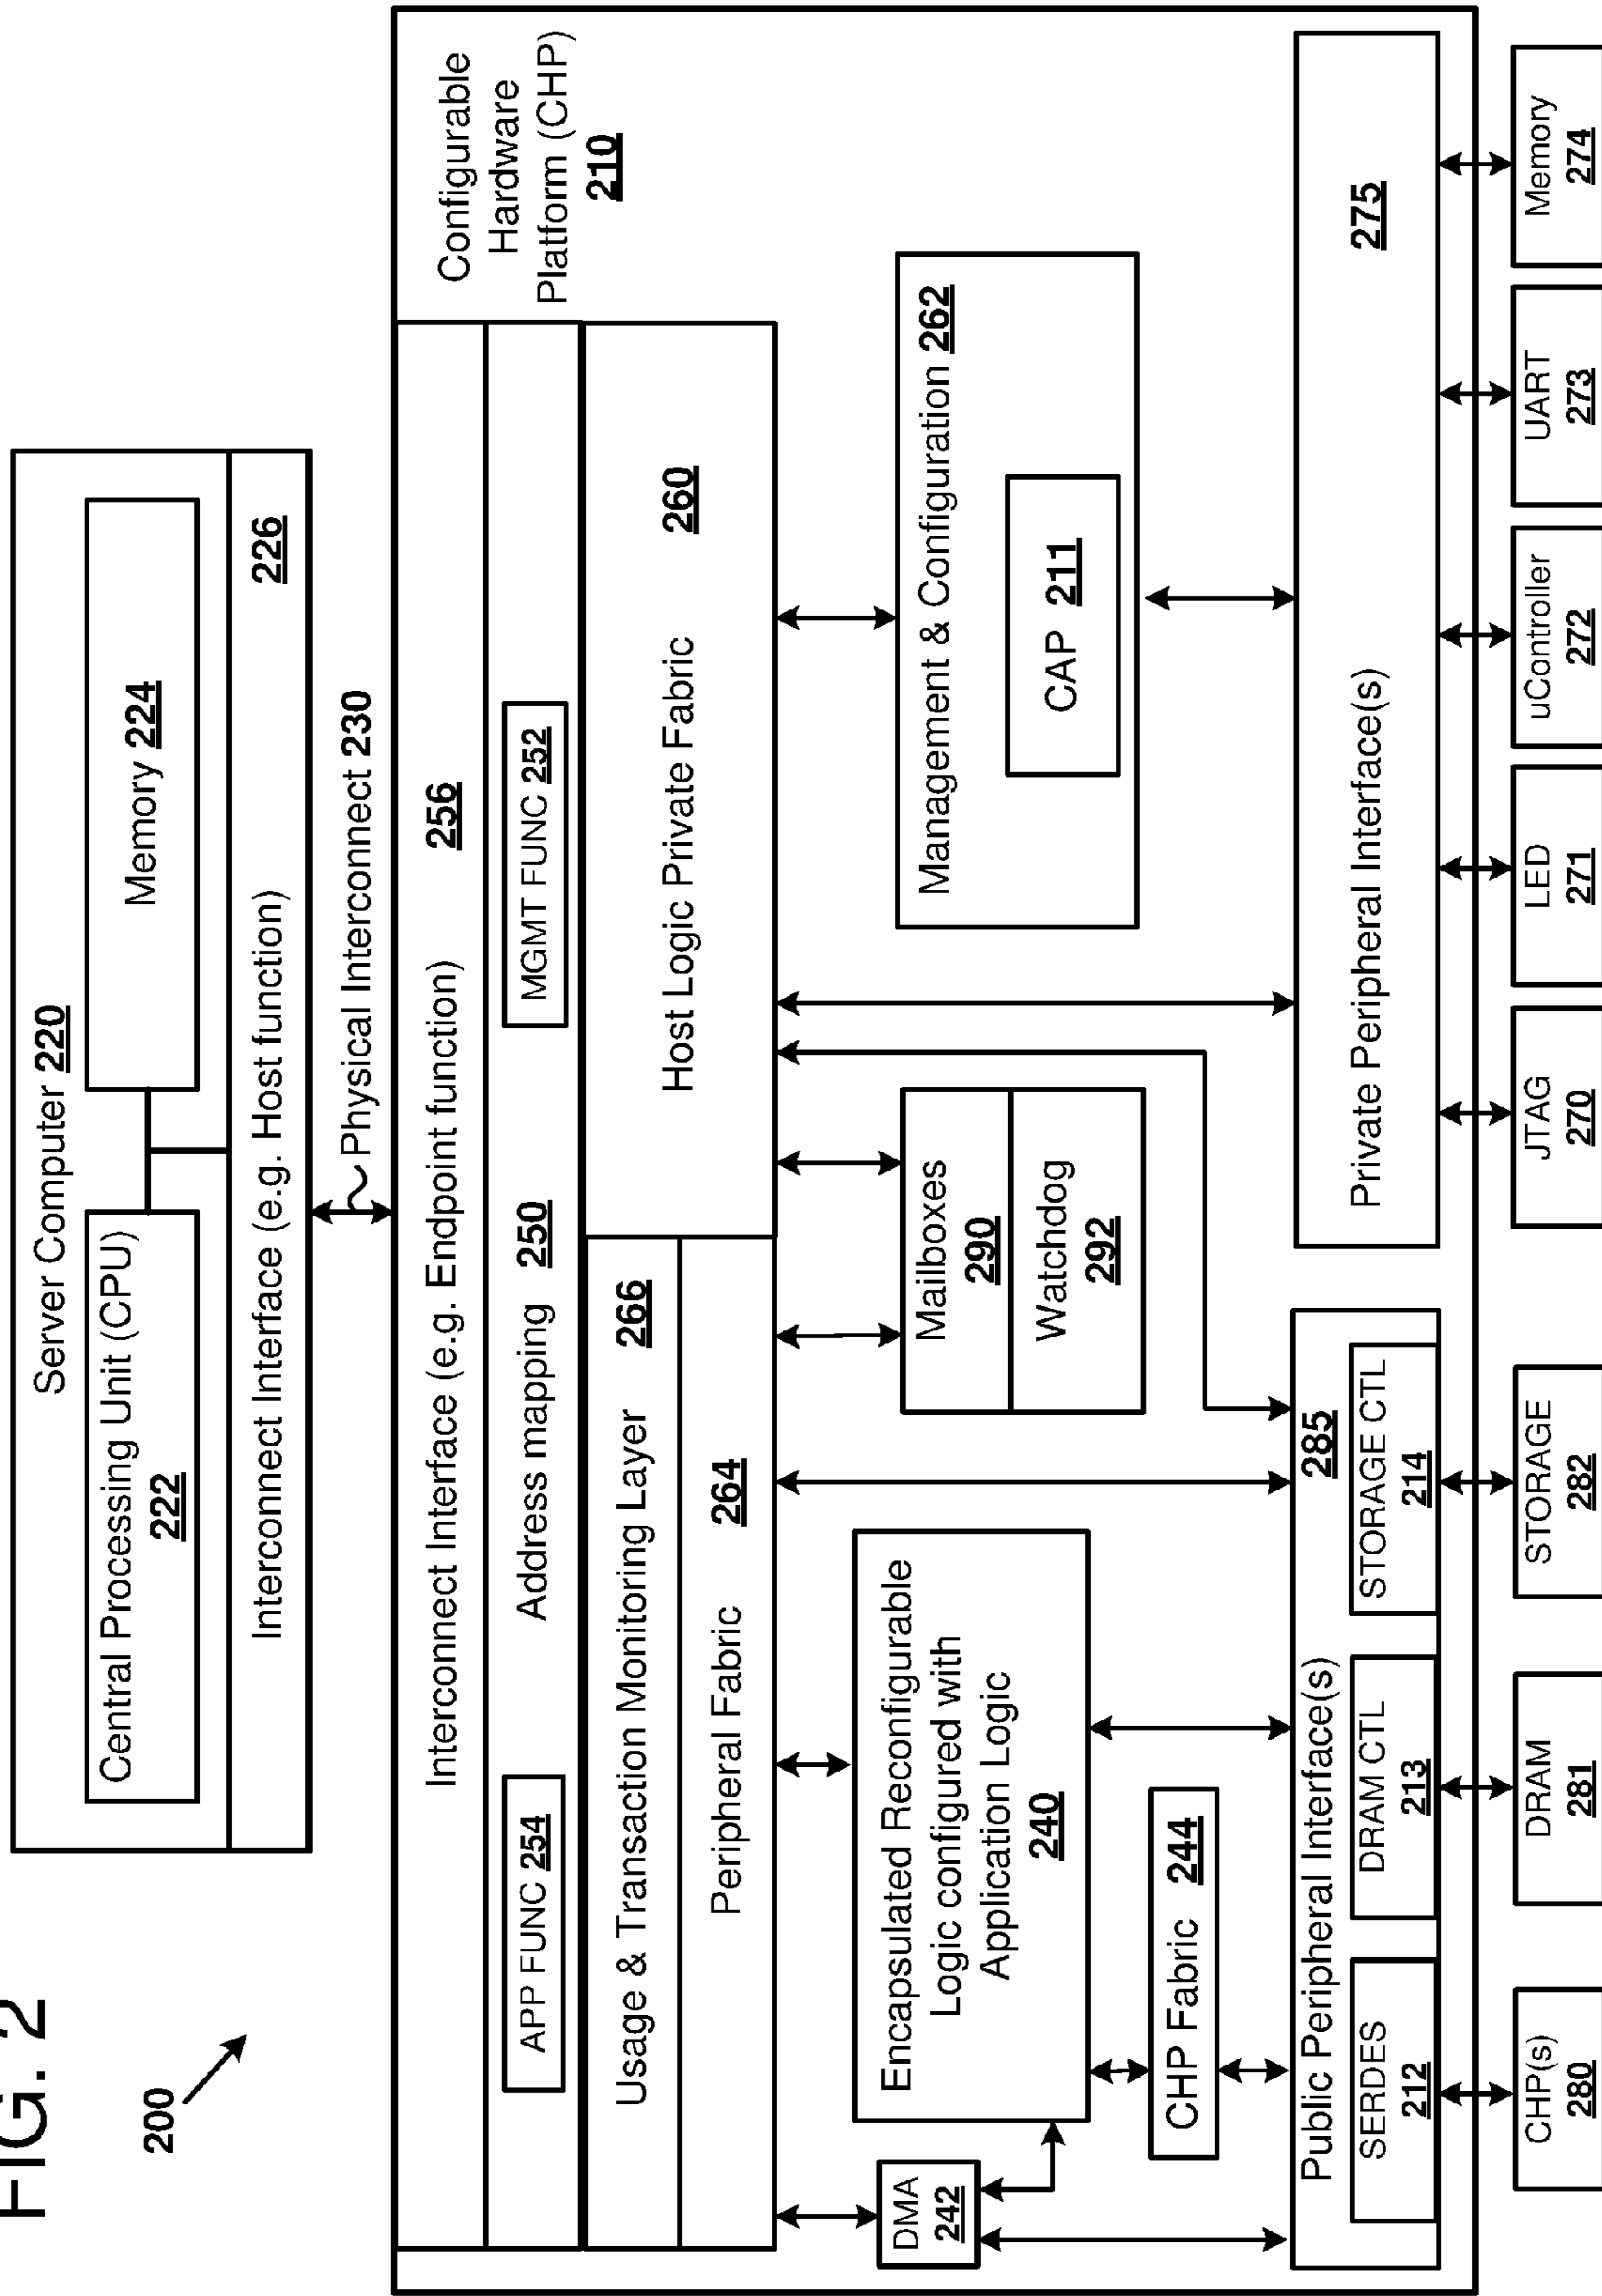 FIG. 2
200
Server Computer 220
Central Processing Unit (CPU)
222
Memory 224
Interconnect Interface (e.g. Host function) 226
Physical Interconnect 230
Configurable
Hardware
Platform (CHP)
210
Interconnect Interface (e.g. Endpoint function) 256
APP FUNC 254
Address mapping 250
MGMT FUNC 252
Usage & Transaction Monitoring Layer 266
Peripheral Fabric 264
Host Logic Private Fabric 260
DMA
242
Encapsulated Reconfigurable
Logic configured with
Application Logic
240
CHP Fabric 244
Mailboxes
290
Watchdog
292
Management & Configuration 262
CAP 211
Public Peripheral Interface(s) 285
SERDES
212
DRAM CTL
213
STORAGE CTL
214
Private Peripheral Interface(s) 275
CHP(s)
280
DRAM
281
STORAGE
282
JTAG
270
LED
271
uController
272
UART
273
Memory
274